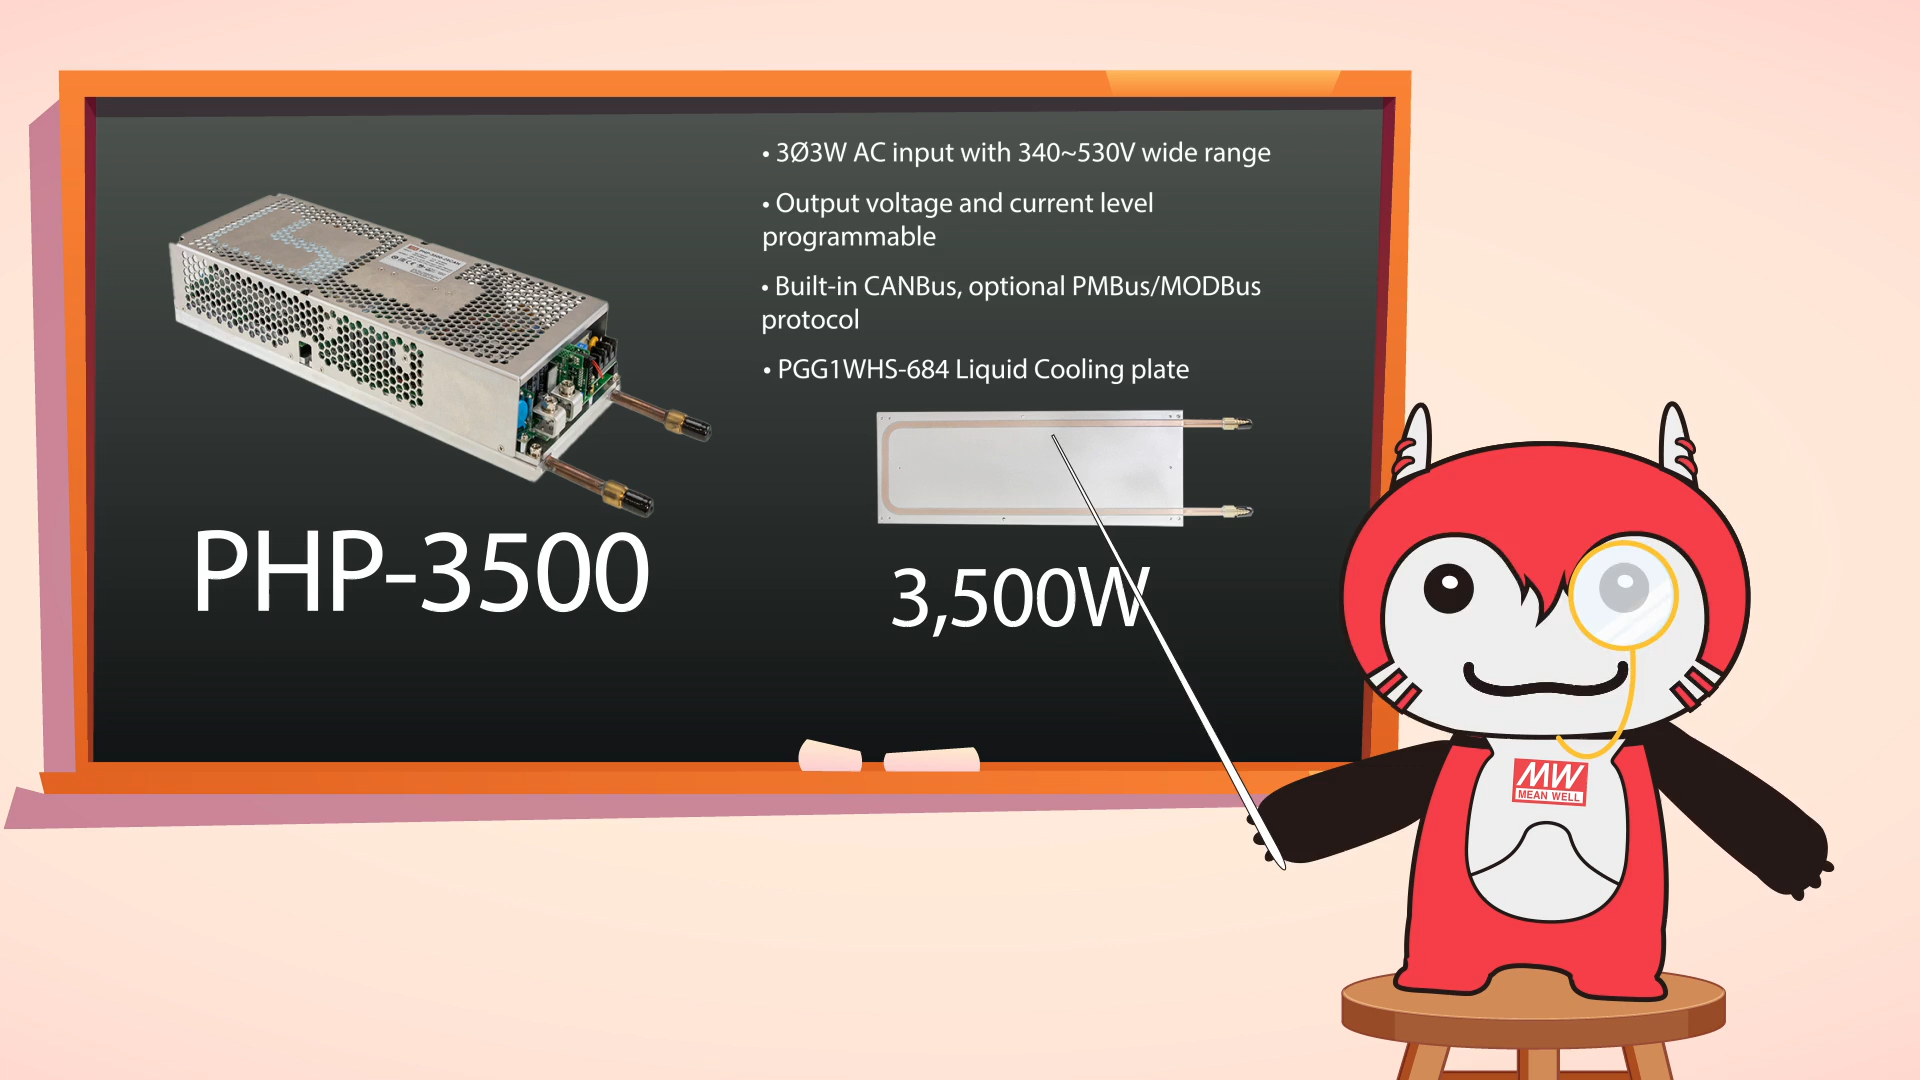 • 3Ø3W AC input with 340~530V wide range
• Output voltage and current level
programmable
• Built-in CANBus, optional PMBus/MODBus
protocol
• PGG1WHS-684 Liquid Cooling plate
PHP-3500
3,500W
MW
MEAN WELL